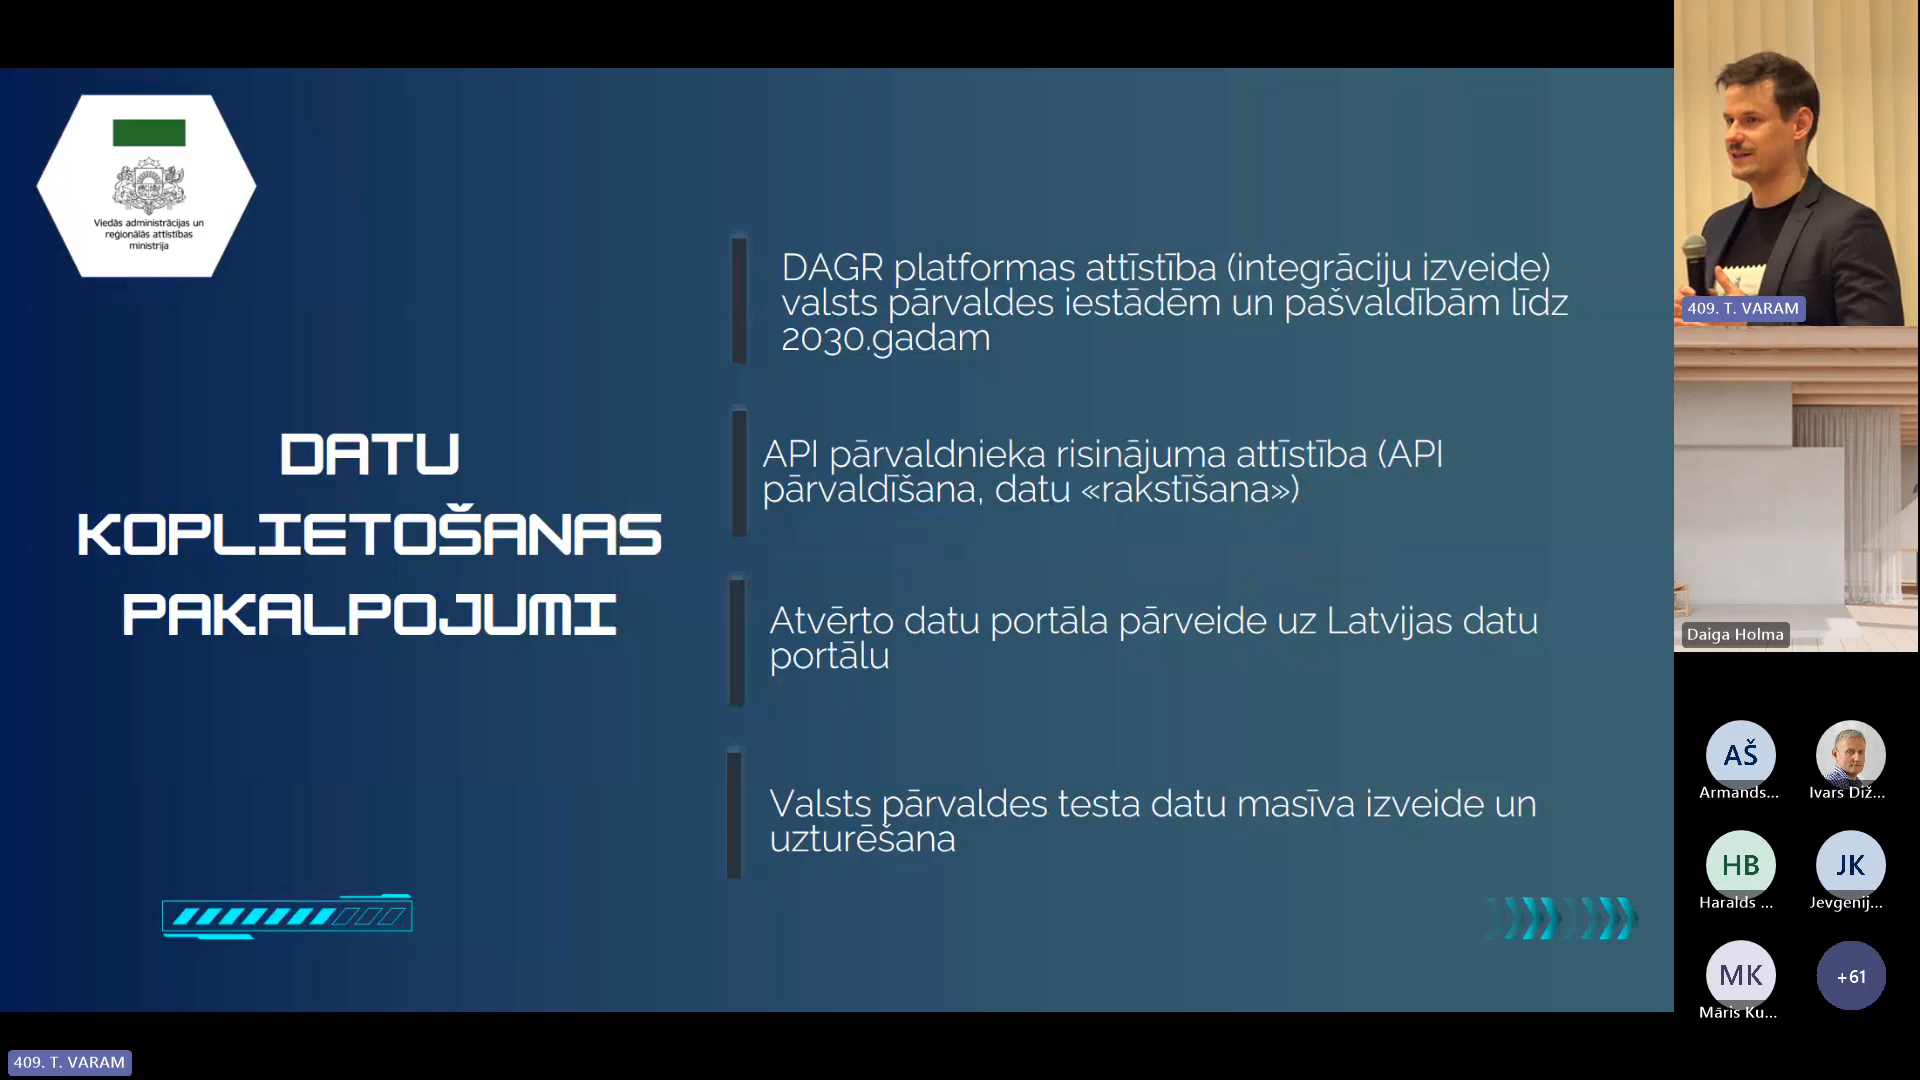 Viedās administrācijas un
reģionālās attīstības
ministrija
DATU
KOPLIETOŠANAS
PAKALPOJUMI
DAGR platformas attīstība (integrāciju izveide)
valsts pārvaldes iestādēm un pašvaldībām līdz
2030.gadam
API pārvaldnieka risinājuma attīstība (API
pārvaldīšana, datu «rakstīšana»)
Atvērto datu portāla pārveide uz Latvijas datu
portālu
Valsts pārvaldes testa datu masīva izveide un
uzturēšana
409. T. VARAM
Daiga Holma
AŠ
Armands...
Ivars Diž...
HB
Haralds ...
JK
Jevgenij...
MK
Māris Ku...
+61
409. T. VARAM